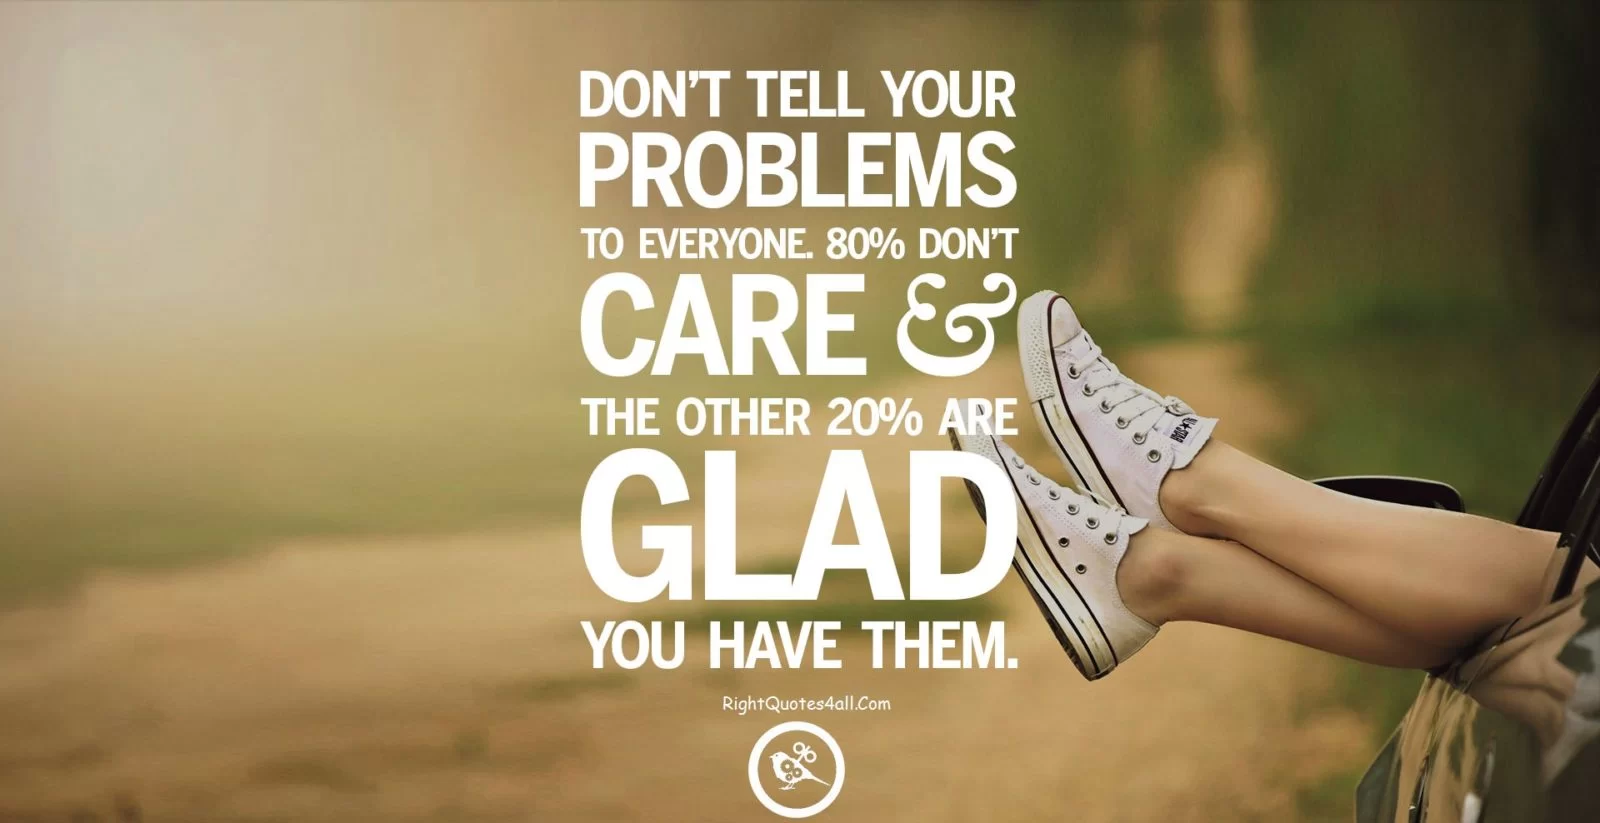 DON'T TELL YOUR
PROBLEMS
TO EVERYONE. 80% DON'T
CARE &
THE OTHER 20% ARE
GLAD
YOU HAVE THEM.
RightQuotes4all.Com